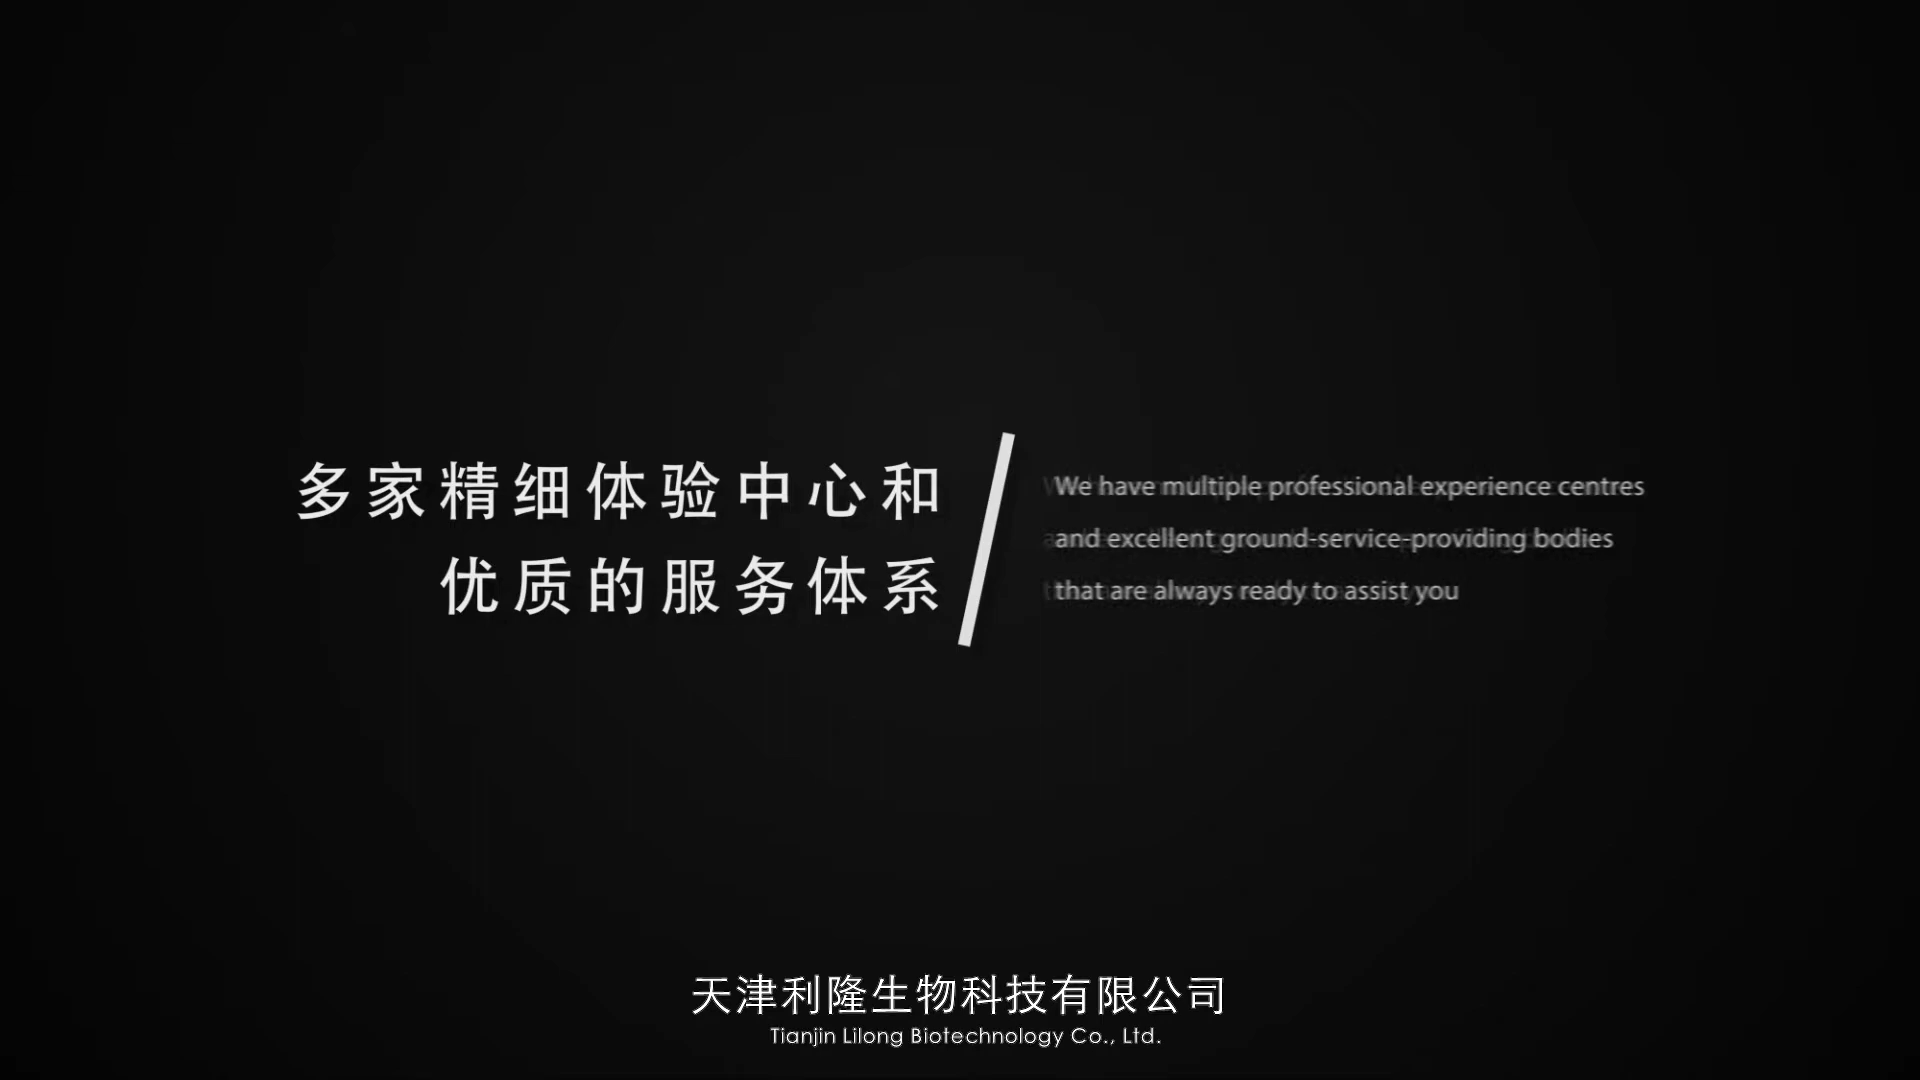 多家精细体验中心和
优质的服务体系
We have multiple professional experience centres
and excellent ground-service-providing bodies
that are always ready to assist you
天津利隆生物科技有限公司
Tianjin Lilong Biotechnology Co., Ltd.